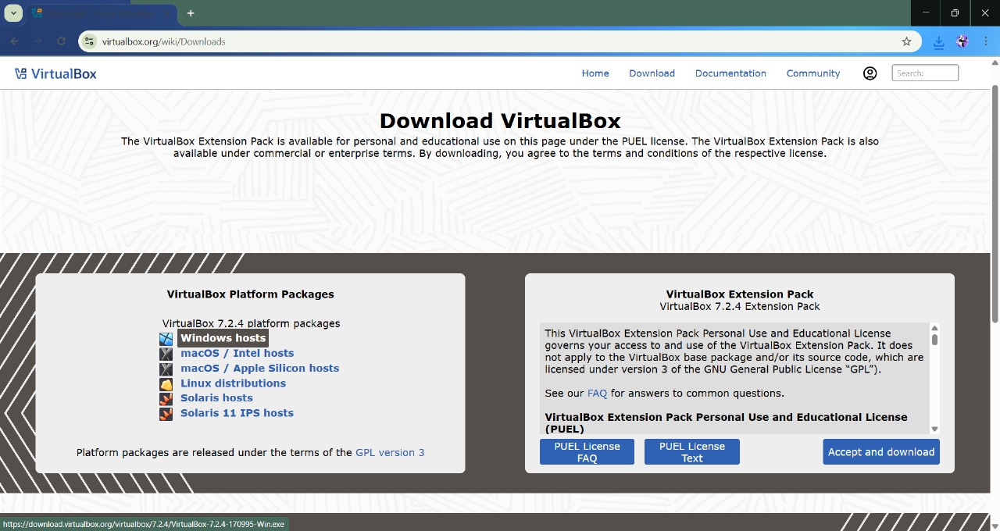 virtualbox.org/wiki/Downloads
VirtualBox
Home Download Documentation Community Search:
Download VirtualBox
The VirtualBox Extension Pack is available for personal and educational use on this page under the PUEL license. The VirtualBox Extension Pack is also
available under commercial or enterprise terms. By downloading, you agree to the terms and conditions of the respective license.
VirtualBox Platform Packages
VirtualBox 7.2.4 platform packages
Windows hosts
macOS / Intel hosts
macOS / Apple Silicon hosts
Linux distributions
Solaris hosts
Solaris 11 IPS hosts
Platform packages are released under the terms of the GPL version 3
VirtualBox Extension Pack
VirtualBox 7.2.4 Extension Pack
This VirtualBox Extension Pack Personal Use and Educational License
governs your access to and use of the VirtualBox Extension Pack. It does
not apply to the VirtualBox base package and/or its source code, which are
licensed under version 3 of the GNU General Public License “GPL”).
See our FAQ for answers to common questions.
VirtualBox Extension Pack Personal Use and Educational License
(PUEL)
PUEL License
FAQ
PUEL License
Text
Accept and download
https://download.virtualbox.org/virtualbox/7.2.4/VirtualBox-7.2.4-170995-Win.exe